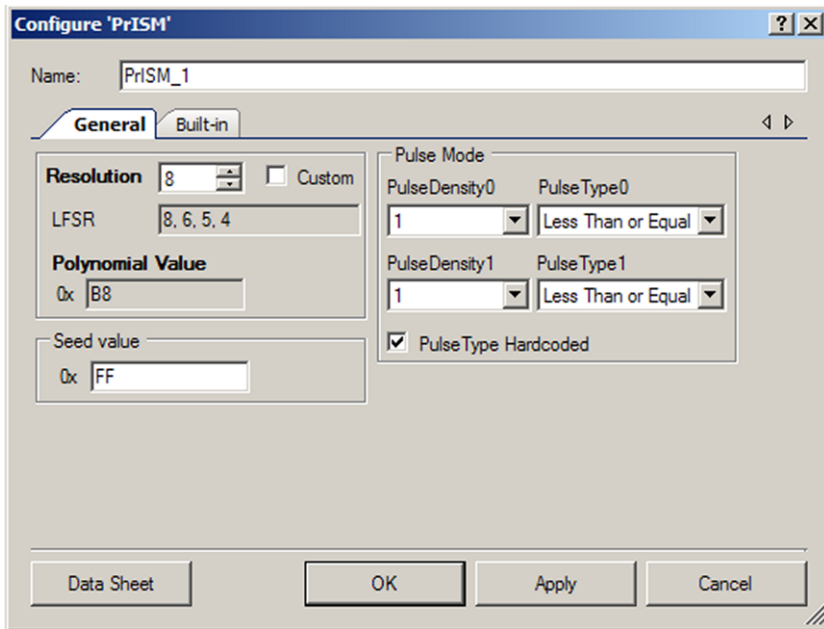 Configure 'PrISM'
Name: PrISM_1
General Built-in
Resolution 8 Custom
LFSR 8, 6, 5, 4
Polynomial Value
0x B8
Seed value
0x FF
Pulse Mode
PulseDensity0 PulseType0
1 Less Than or Equal
PulseDensity1 PulseType1
1 Less Than or Equal
PulseType Hardcoded
Data Sheet OK Apply Cancel